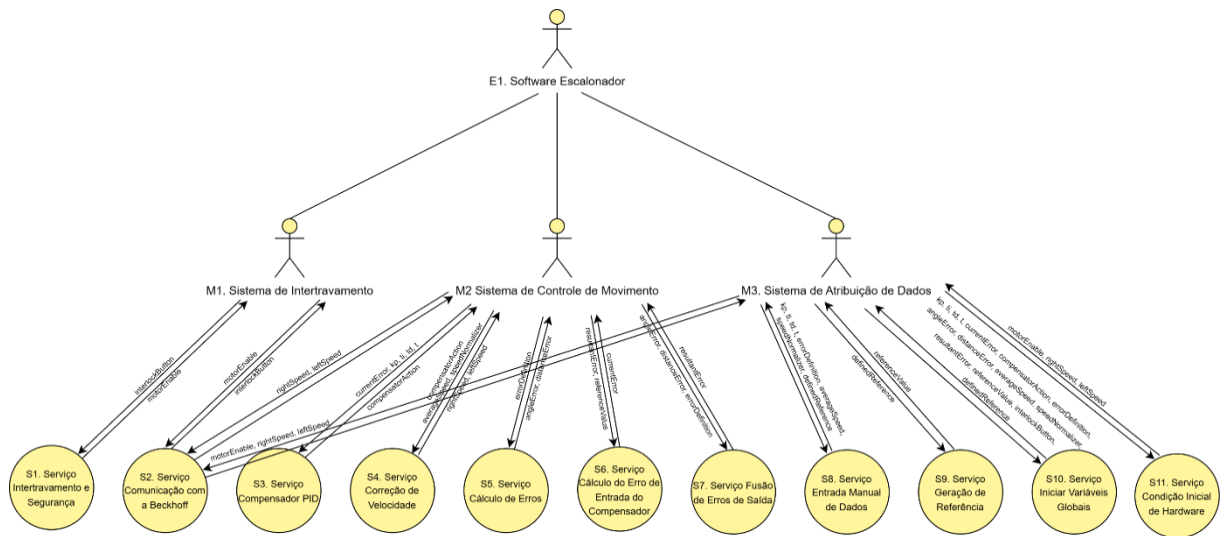 E1. Software Escalonador
M1. Sistema de Intertravamento
M2 Sistema de Controle de Movimento
M3. Sistema de Atribuição de Dados
interlockButton
motorEnable
motorEnable
interlockButton
rightSpeed, leftSpeed
motorEnable, rightSpeed, leftSpeed
currentError, kp, ti, td, t
compensatorAction
compensatorAction
averageSpeed, speedNormalizer
rightSpeed, leftSpeed
angleError, distanceError
resultantError, referenceValue
currentError
resultantError
angleError, distanceError, errorDefinition
kp, ti, td, t, errorDefinition, averageSpeed,
speedNormalizer, definedReference
referenceValue
definedReference
kp, ti, td, t, currentError, compensatorAction, errorDefinition,
angleError, distanceError, averageSpeed, speedNormalizer,
resultantError, referenceValue, interlockButton,
definedReference
motorEnable, rightSpeed, leftSpeed
S1. Serviço
Intertravamento e
Segurança
S2. Serviço
Comunicação com
a Beckhoff
S3. Serviço
Compensador PID
S4. Serviço
Correção de
Velocidade
S5. Serviço
Cálculo de Erros
S6. Serviço
Cálculo do Erro de
Entrada do
Compensador
S7. Serviço Fusão
de Erros de Saída
S8. Serviço
Entrada Manual
de Dados
S9. Serviço
Geração de
Referência
S10. Serviço
Iniciar Variáveis
Globais
S11. Serviço
Condição Inicial
de Hardware